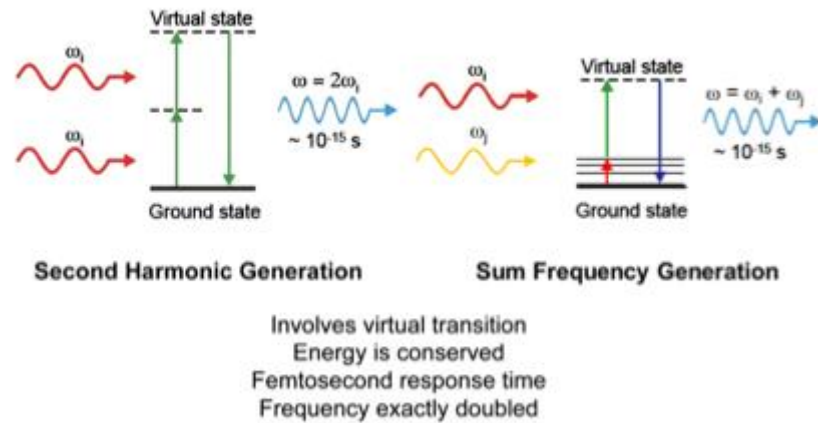 Virtual state
ωi
ωi
ω = 2ωi
~ 10-15 s
Ground state
Second Harmonic Generation
Virtual state
ωi
ωj
ω = ωi + ωj
~ 10-15 s
Ground state
Sum Frequency Generation
Involves virtual transition
Energy is conserved
Femtosecond response time
Frequency exactly doubled